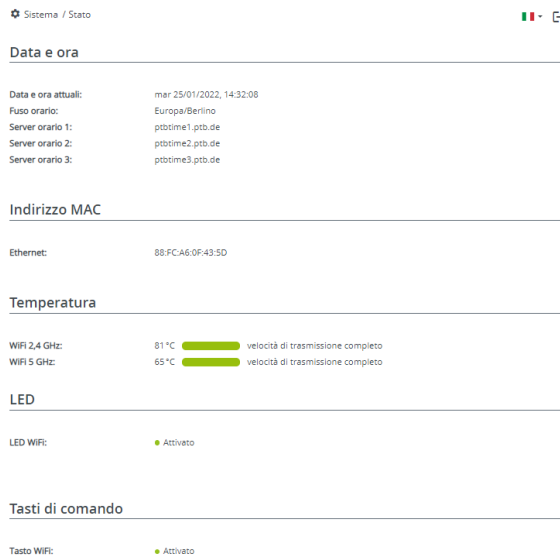 Sistema / Stato
Data e ora
Data e ora attuali: mar 25/01/2022, 14:32:08
Fuso orario: Europa/Berlino
Server orario 1: ptbtime1.ptb.de
Server orario 2: ptbtime2.ptb.de
Server orario 3: ptbtime3.ptb.de
Indirizzo MAC
Ethernet: 88:FC:A6:0F:43:5D
Temperatura
WiFi 2,4 GHz: 81 °C velocità di trasmissione completo
WiFi 5 GHz: 65 °C velocità di trasmissione completo
LED
LED WiFi: Attivato
Tasti di comando
Tasto WiFi: Attivato